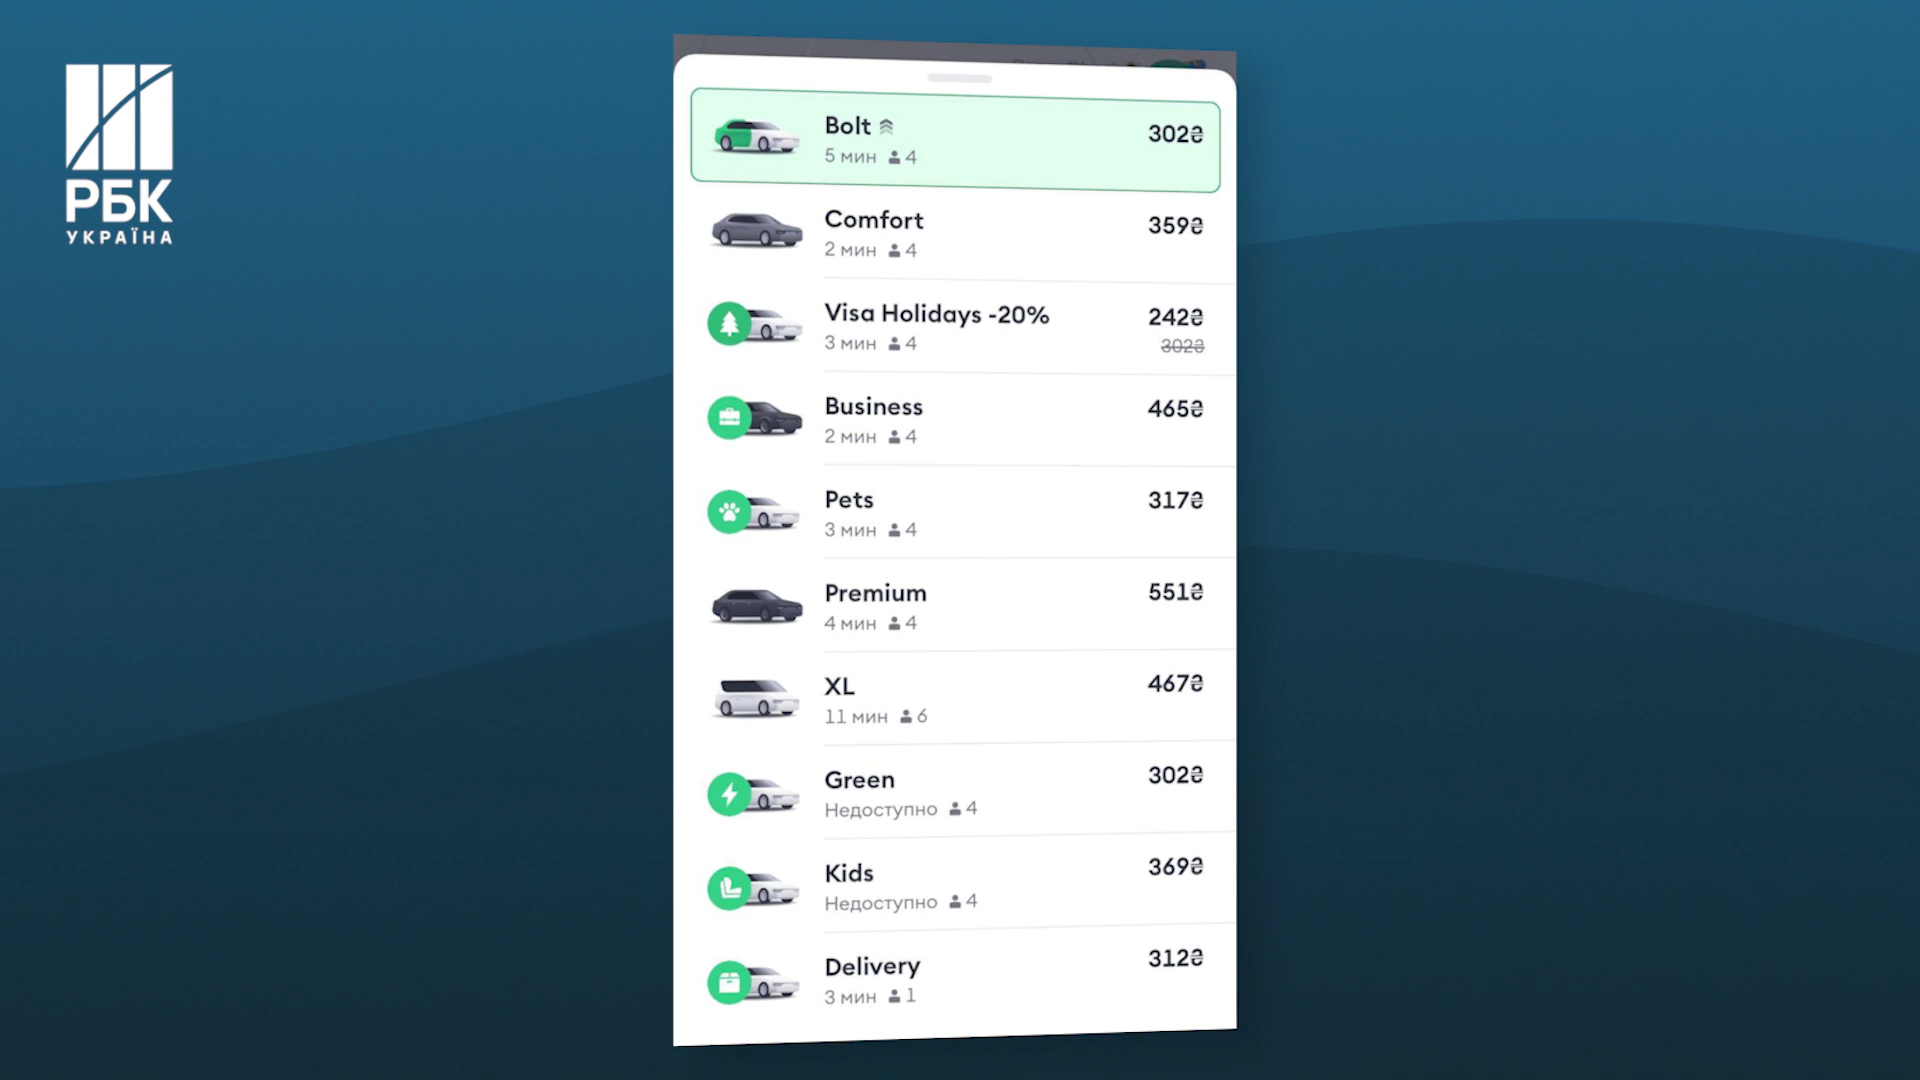 РБК
УКРАЇНА
Bolt
302₴
5 мин 4
Comfort
359₴
2 мин 4
Visa Holidays -20%
242₴
3 мин 4
302₴
Business
465₴
2 мин 4
Pets
317₴
3 мин 4
Premium
551₴
4 мин 4
XL
467₴
11 мин 6
Green
302₴
Недоступно 4
Kids
369₴
Недоступно 4
Delivery
312₴
3 мин 1